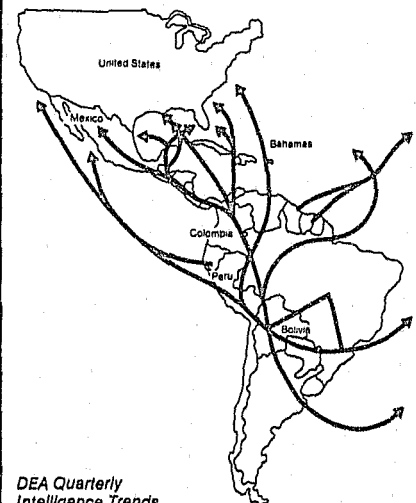 United States
Mexico
Bahamas
Colombia
Peru
Bolivia
DEA Quarterly
Intelligence Trends